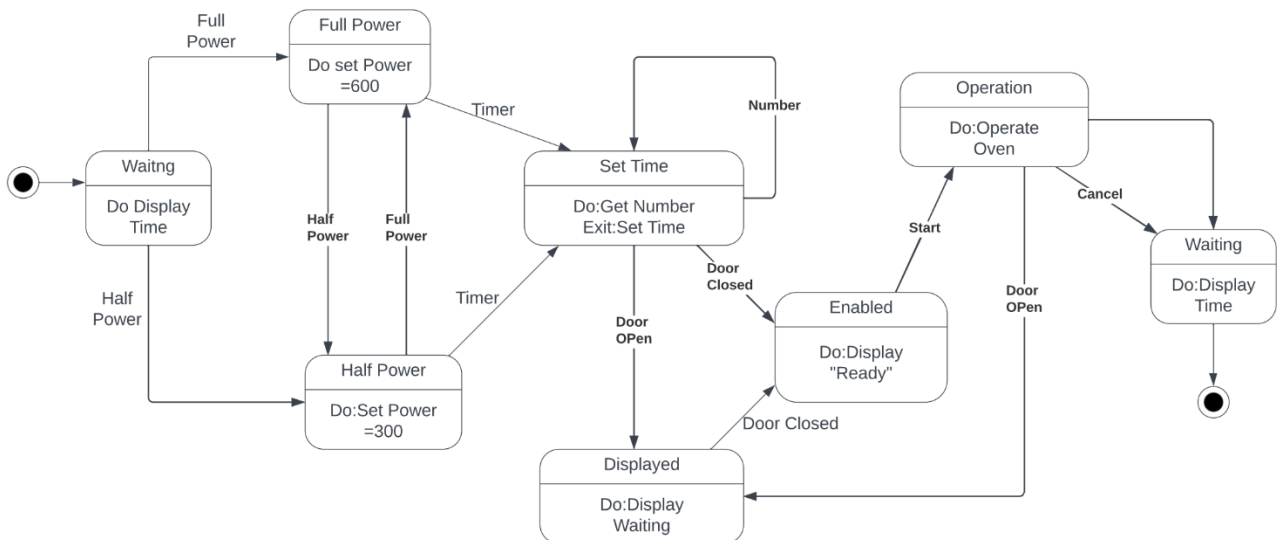 Full
Power
Full Power
Do set Power
=600
Timer
Number
Operation
Do:Operate
Oven
Waitng
Do Display
Time
Half
Power
Full
Power
Set Time
Do:Get Number
Exit:Set Time
Cancel
Start
Waiting
Do:Display
Time
Half
Power
Timer
Door
Closed
Door
OPen
Door
OPen
Enabled
Do:Display
"Ready"
Half Power
Do:Set Power
=300
Door Closed
Displayed
Do:Display
Waiting